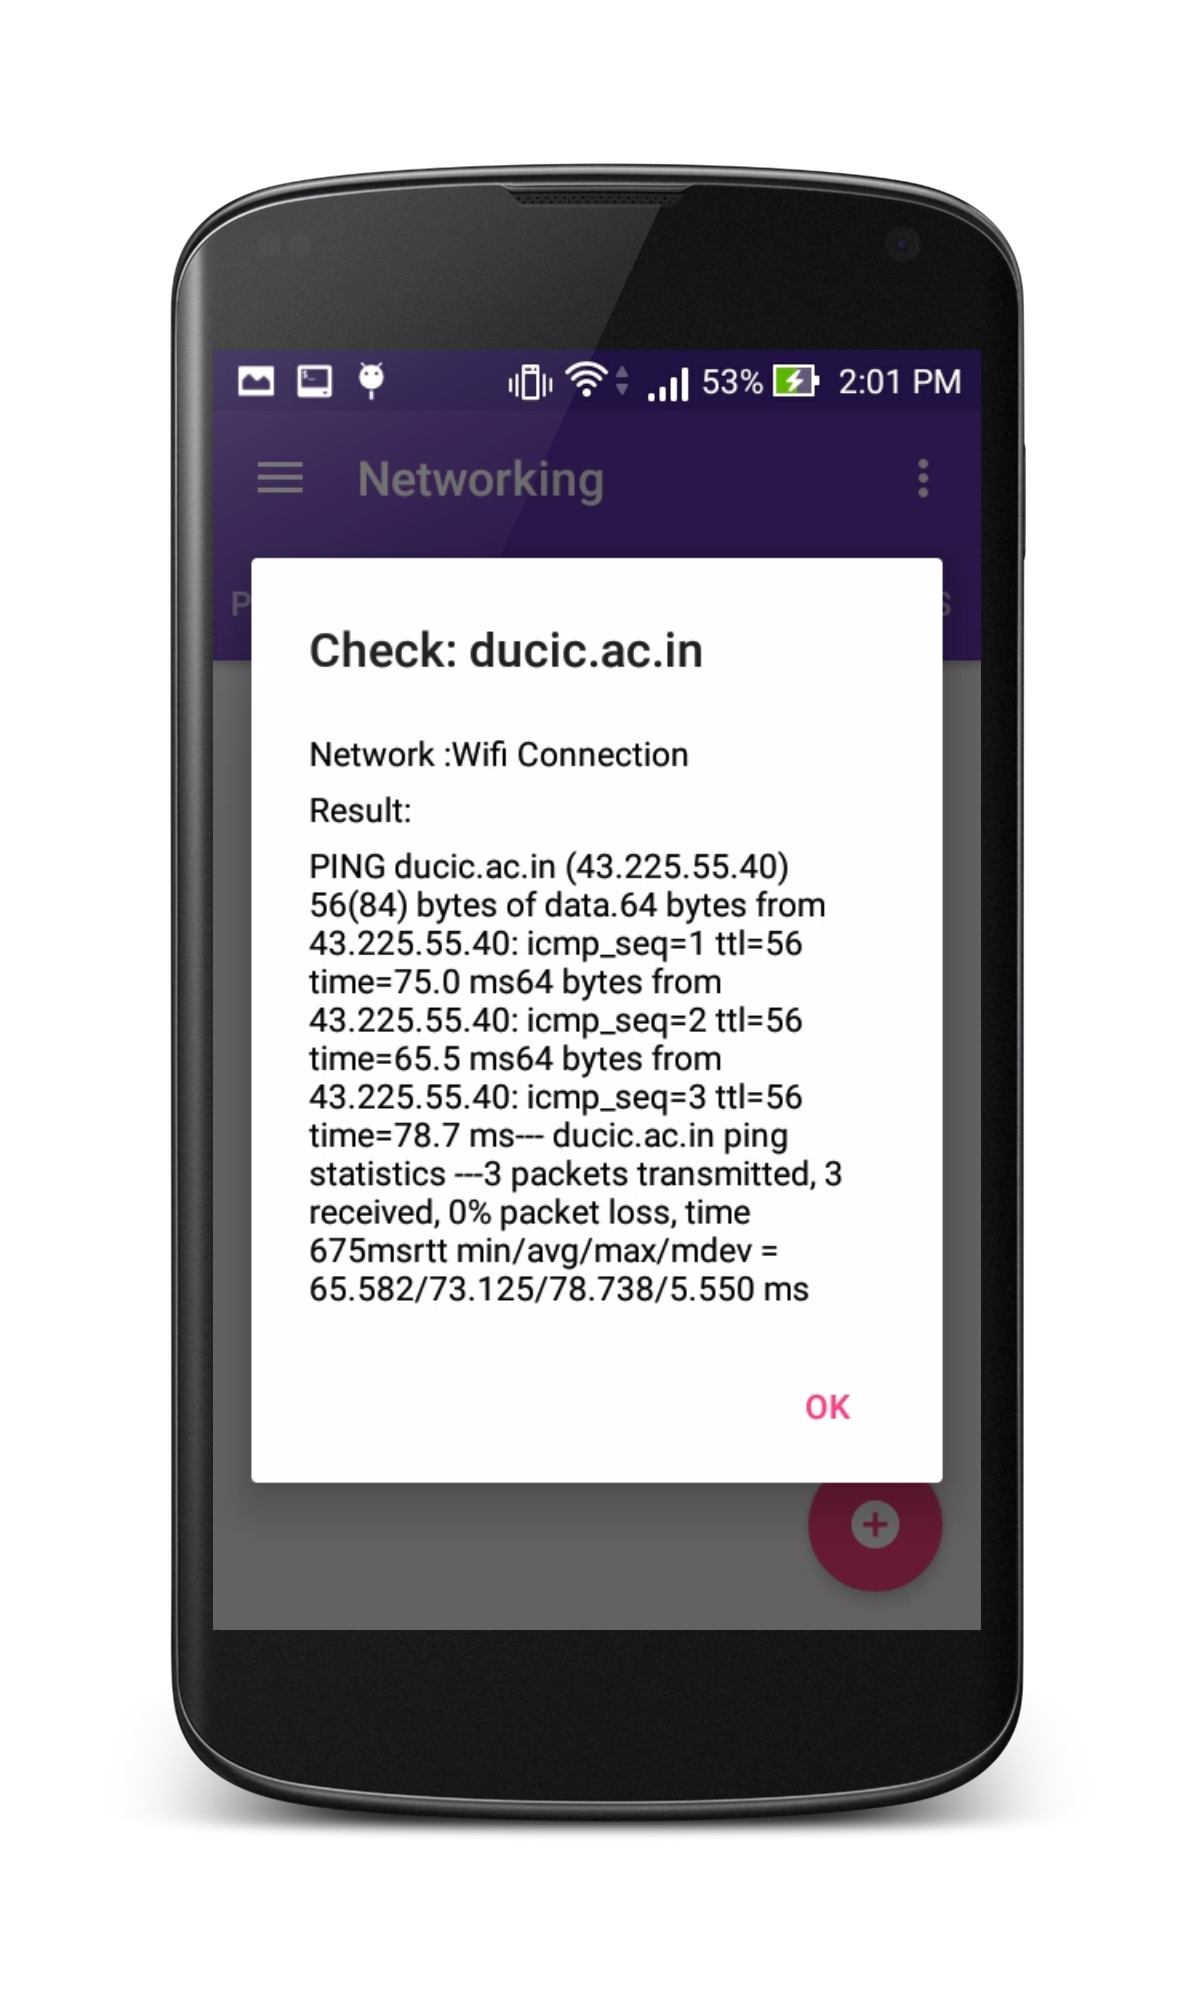 53% 2:01 PM
Networking
P S
Check: ducic.ac.in
Network :Wifi Connection
Result:
PING ducic.ac.in (43.225.55.40)
56(84) bytes of data.64 bytes from
43.225.55.40: icmp_seq=1 ttl=56
time=75.0 ms64 bytes from
43.225.55.40: icmp_seq=2 ttl=56
time=65.5 ms64 bytes from
43.225.55.40: icmp_seq=3 ttl=56
time=78.7 ms--- ducic.ac.in ping
statistics ---3 packets transmitted, 3
received, 0% packet loss, time
675msrtt min/avg/max/mdev =
65.582/73.125/78.738/5.550 ms
OK